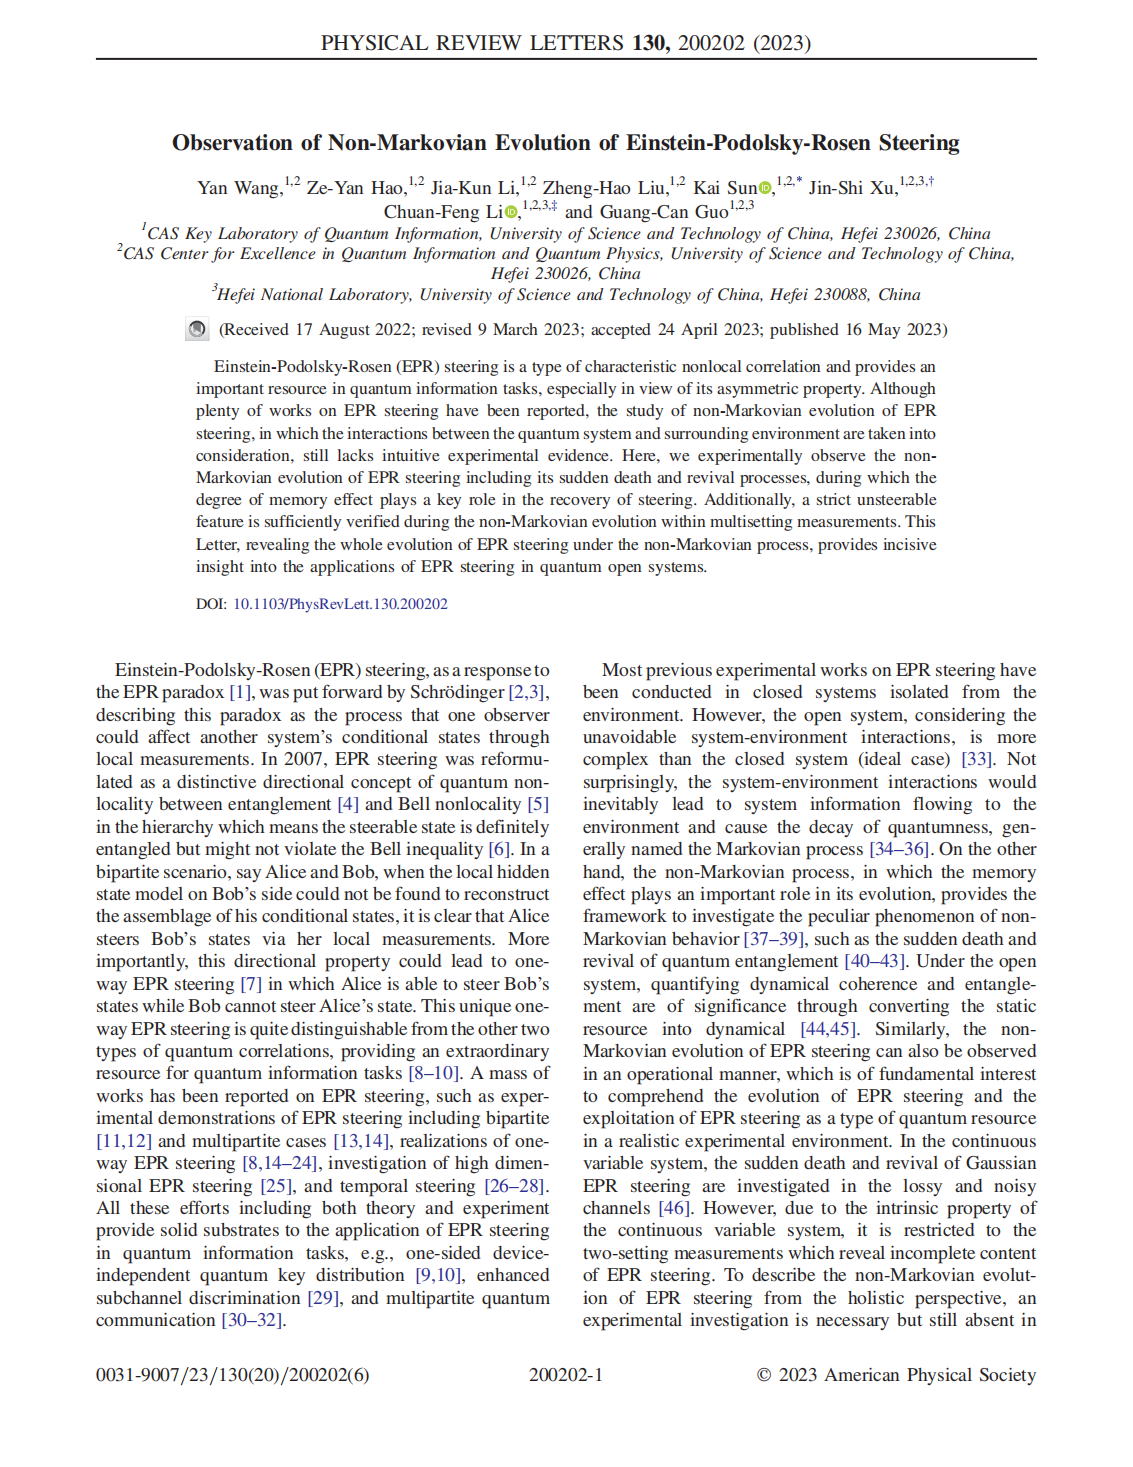 PHYSICAL REVIEW LETTERS 130, 200202 (2023)
Observation of Non-Markovian Evolution of Einstein-Podolsky-Rosen Steering
Yan Wang,1,2 Ze-Yan Hao,1,2 Jia-Kun Li,1,2 Zheng-Hao Liu,1,2 Kai Sun,1,2,* Jin-Shi Xu,1,2,3,†
Chuan-Feng Li,1,2,3,‡ and Guang-Can Guo1,2,3
1CAS Key Laboratory of Quantum Information, University of Science and Technology of China, Hefei 230026, China
2CAS Center for Excellence in Quantum Information and Quantum Physics, University of Science and Technology of China,
Hefei 230026, China
3Hefei National Laboratory, University of Science and Technology of China, Hefei 230088, China
(Received 17 August 2022; revised 9 March 2023; accepted 24 April 2023; published 16 May 2023)
Einstein-Podolsky-Rosen (EPR) steering is a type of characteristic nonlocal correlation and provides an
important resource in quantum information tasks, especially in view of its asymmetric property. Although
plenty of works on EPR steering have been reported, the study of non-Markovian evolution of EPR
steering, in which the interactions between the quantum system and surrounding environment are taken into
consideration, still lacks intuitive experimental evidence. Here, we experimentally observe the non-
Markovian evolution of EPR steering including its sudden death and revival processes, during which the
degree of memory effect plays a key role in the recovery of steering. Additionally, a strict unsteerable
feature is sufficiently verified during the non-Markovian evolution within multisetting measurements. This
Letter, revealing the whole evolution of EPR steering under the non-Markovian process, provides incisive
insight into the applications of EPR steering in quantum open systems.
DOI: 10.1103/PhysRevLett.130.200202
Einstein-Podolsky-Rosen (EPR) steering, as a response to
the EPR paradox [1], was put forward by Schrödinger [2,3],
describing this paradox as the process that one observer
could affect another system's conditional states through
local measurements. In 2007, EPR steering was reformu-
lated as a distinctive directional concept of quantum non-
locality between entanglement [4] and Bell nonlocality [5]
in the hierarchy which means the steerable state is definitely
entangled but might not violate the Bell inequality [6]. In a
bipartite scenario, say Alice and Bob, when the local hidden
state model on Bob's side could not be found to reconstruct
the assemblage of his conditional states, it is clear that Alice
steers Bob's states via her local measurements. More
importantly, this directional property could lead to one-
way EPR steering [7] in which Alice is able to steer Bob's
states while Bob cannot steer Alice's state. This unique one-
way EPR steering is quite distinguishable from the other two
types of quantum correlations, providing an extraordinary
resource for quantum information tasks [8–10]. A mass of
works has been reported on EPR steering, such as exper-
imental demonstrations of EPR steering including bipartite
[11,12] and multipartite cases [13,14], realizations of one-
way EPR steering [8,14–24], investigation of high dimen-
sional EPR steering [25], and temporal steering [26–28].
All these efforts including both theory and experiment
provide solid substrates to the application of EPR steering
in quantum information tasks, e.g., one-sided device-
independent quantum key distribution [9,10], enhanced
subchannel discrimination [29], and multipartite quantum
communication [30–32].
Most previous experimental works on EPR steering have
been conducted in closed systems isolated from the
environment. However, the open system, considering the
unavoidable system-environment interactions, is more
complex than the closed system (ideal case) [33]. Not
surprisingly, the system-environment interactions would
inevitably lead to system information flowing to the
environment and cause the decay of quantumness, gen-
erally named the Markovian process [34–36]. On the other
hand, the non-Markovian process, in which the memory
effect plays an important role in its evolution, provides the
framework to investigate the peculiar phenomenon of non-
Markovian behavior [37–39], such as the sudden death and
revival of quantum entanglement [40–43]. Under the open
system, quantifying dynamical coherence and entangle-
ment are of significance through converting the static
resource into dynamical [44,45]. Similarly, the non-
Markovian evolution of EPR steering can also be observed
in an operational manner, which is of fundamental interest
to comprehend the evolution of EPR steering and the
exploitation of EPR steering as a type of quantum resource
in a realistic experimental environment. In the continuous
variable system, the sudden death and revival of Gaussian
EPR steering are investigated in the lossy and noisy
channels [46]. However, due to the intrinsic property of
the continuous variable system, it is restricted to the
two-setting measurements which reveal incomplete content
of EPR steering. To describe the non-Markovian evolut-
ion of EPR steering from the holistic perspective, an
experimental investigation is necessary but still absent in
0031-9007/23/130(20)/200202(6)
200202-1
© 2023 American Physical Society